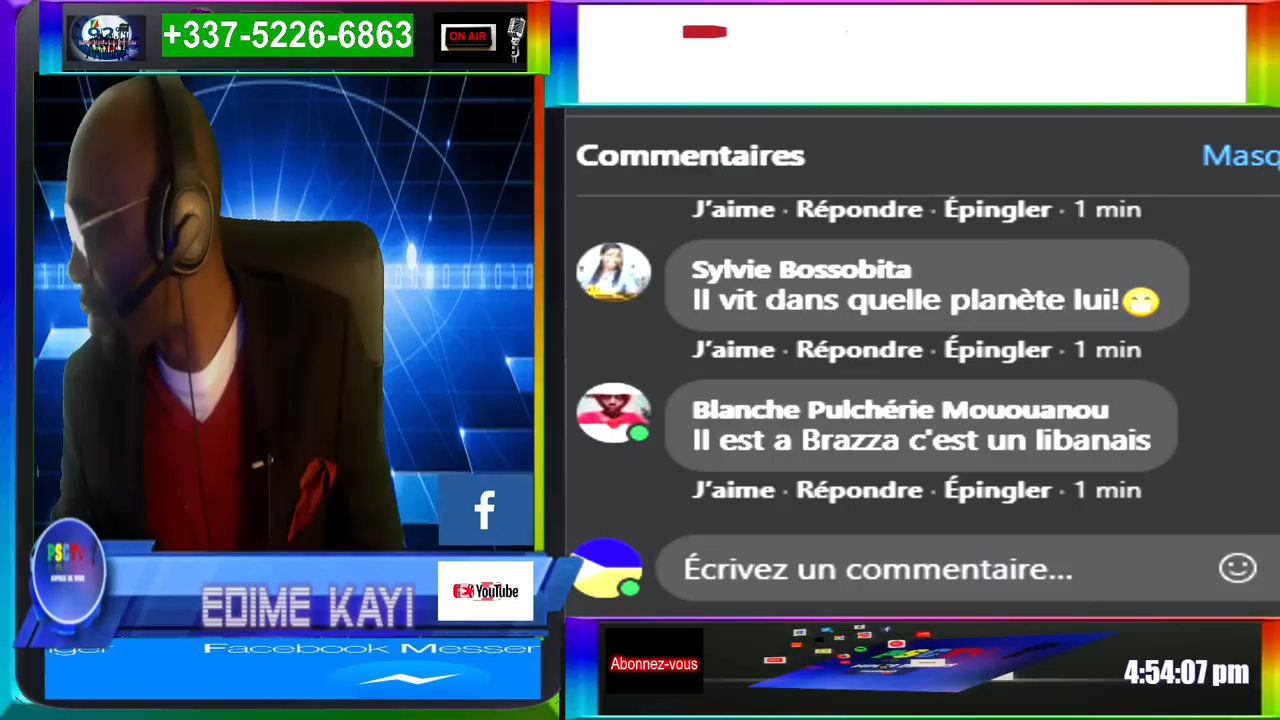 +337-5226-6863
ON AIR
Commentaires
Masq
J'aime · Répondre · Épingler · 1 min
Sylvie Bossobita
Il vit dans quelle planète lui!😁
J'aime · Répondre · Épingler · 1 min
Blanche Pulchérie Mououanou
Il est a Brazza c'est un libanais
J'aime · Répondre · Épingler · 1 min
Écrivez un commentaire...
PSCTV
EDIME KAYI
YouTube
nger
Facebook Messer
Abonnez-vous
4:54:07 pm